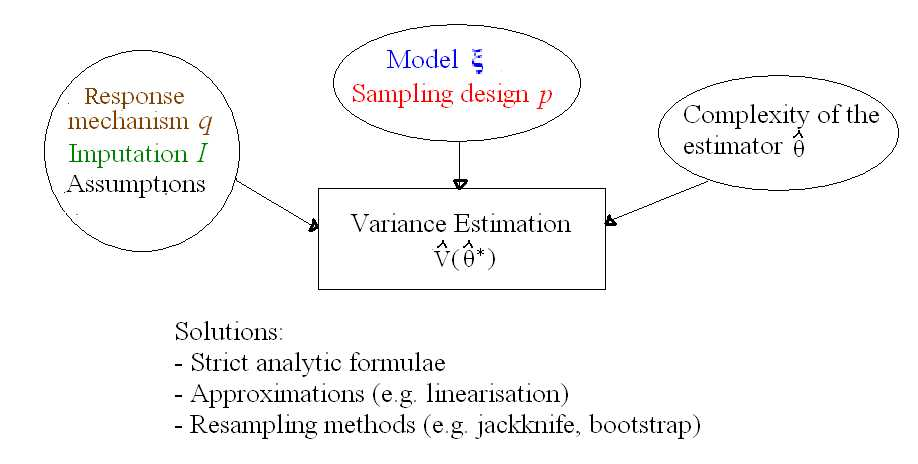 Response
mechanism q
Imputation I
Assumptions
Model ξ
Sampling design p
Complexity of the
estimator θ̂
Variance Estimation
V̂(θ̂*)
Solutions:
- Strict analytic formulae
- Approximations (e.g. linearisation)
- Resampling methods (e.g. jackknife, bootstrap)